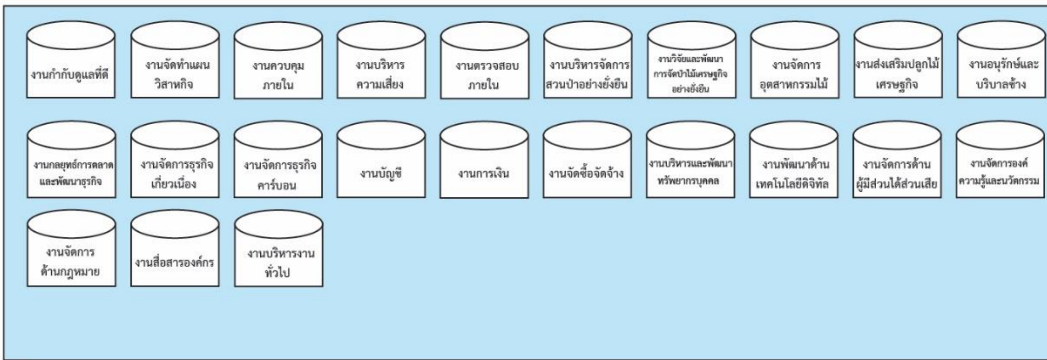 งานกำกับดูแลที่ดี
งานจัดทำแผน
วิสาหกิจ
งานควบคุม
ภายใน
งานบริหาร
ความเสี่ยง
งานตรวจสอบ
ภายใน
งานบริหารจัดการ
สวนป่าอย่างยั่งยืน
งานวิจัยและพัฒนา
การจัดป่าไม้เศรษฐกิจ
อย่างยั่งยืน
งานจัดการ
อุตสาหกรรมไม้
งานส่งเสริมปลูกไม้
เศรษฐกิจ
งานอนุรักษ์และ
บริบาลช้าง
งานกลยุทธ์การตลาด
และพัฒนาธุรกิจ
งานจัดการธุรกิจ
เกี่ยวเนื่อง
งานจัดการธุรกิจ
คาร์บอน
งานบัญชี
งานการเงิน
งานจัดซื้อจัดจ้าง
งานบริหารและพัฒนา
ทรัพยากรบุคคล
งานพัฒนาด้าน
เทคโนโลยีดิจิทัล
งานจัดการด้าน
ผู้มีส่วนได้ส่วนเสีย
งานจัดการองค์
ความรู้และนวัตกรรม
งานจัดการ
ด้านกฎหมาย
งานสื่อสารองค์กร
งานบริหารงาน
ทั่วไป